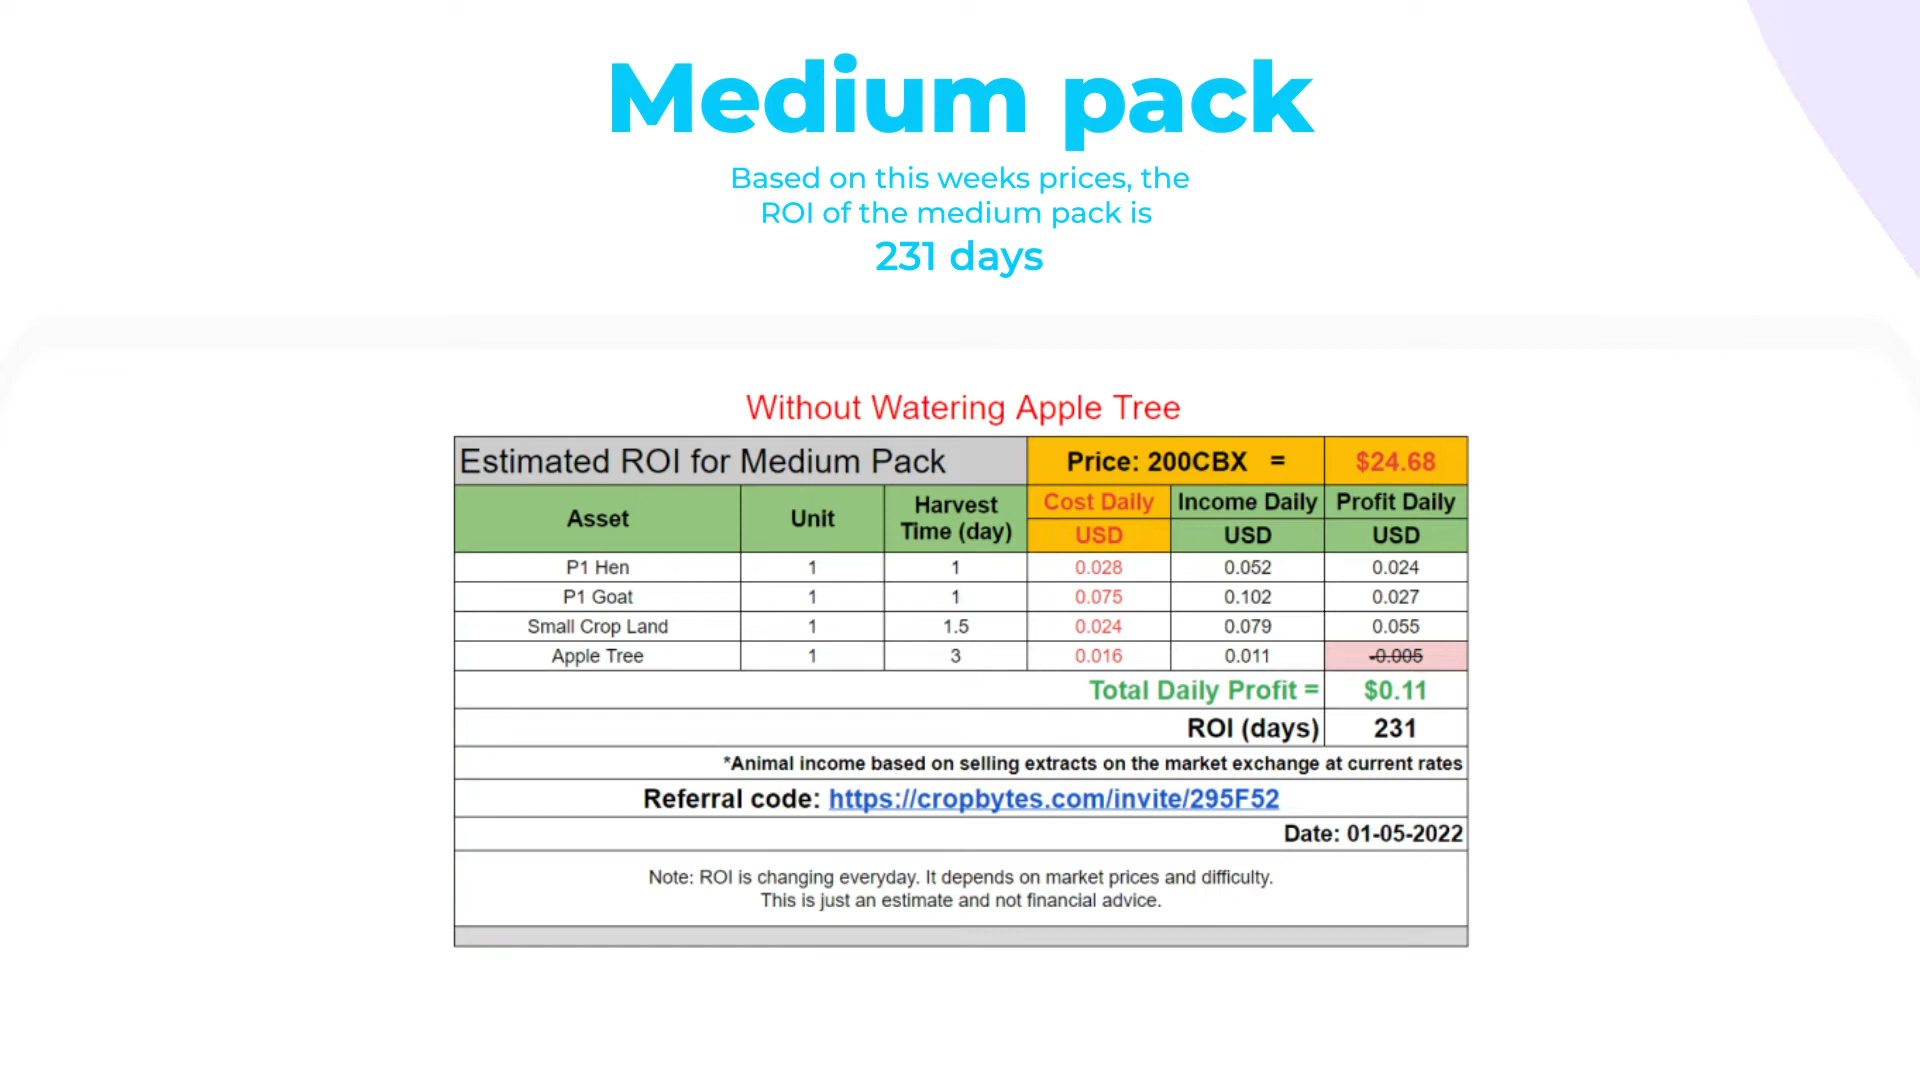 Medium pack
Based on this weeks prices, the
ROI of the medium pack is
231 days
Without Watering Apple Tree
Estimated ROI for Medium Pack Price: 200CBX = $24.68
Asset Unit Harvest Time (day) Cost Daily Income Daily Profit Daily
USD USD USD
P1 Hen 1 1 0.028 0.052 0.024
P1 Goat 1 1 0.075 0.102 0.027
Small Crop Land 1 1.5 0.024 0.079 0.055
Apple Tree 1 3 0.016 0.011 -0.005
Total Daily Profit = $0.11
ROI (days) 231
*Animal income based on selling extracts on the market exchange at current rates
Referral code: https://cropbytes.com/invite/295F52
Date: 01-05-2022
Note: ROI is changing everyday. It depends on market prices and difficulty.
This is just an estimate and not financial advice.